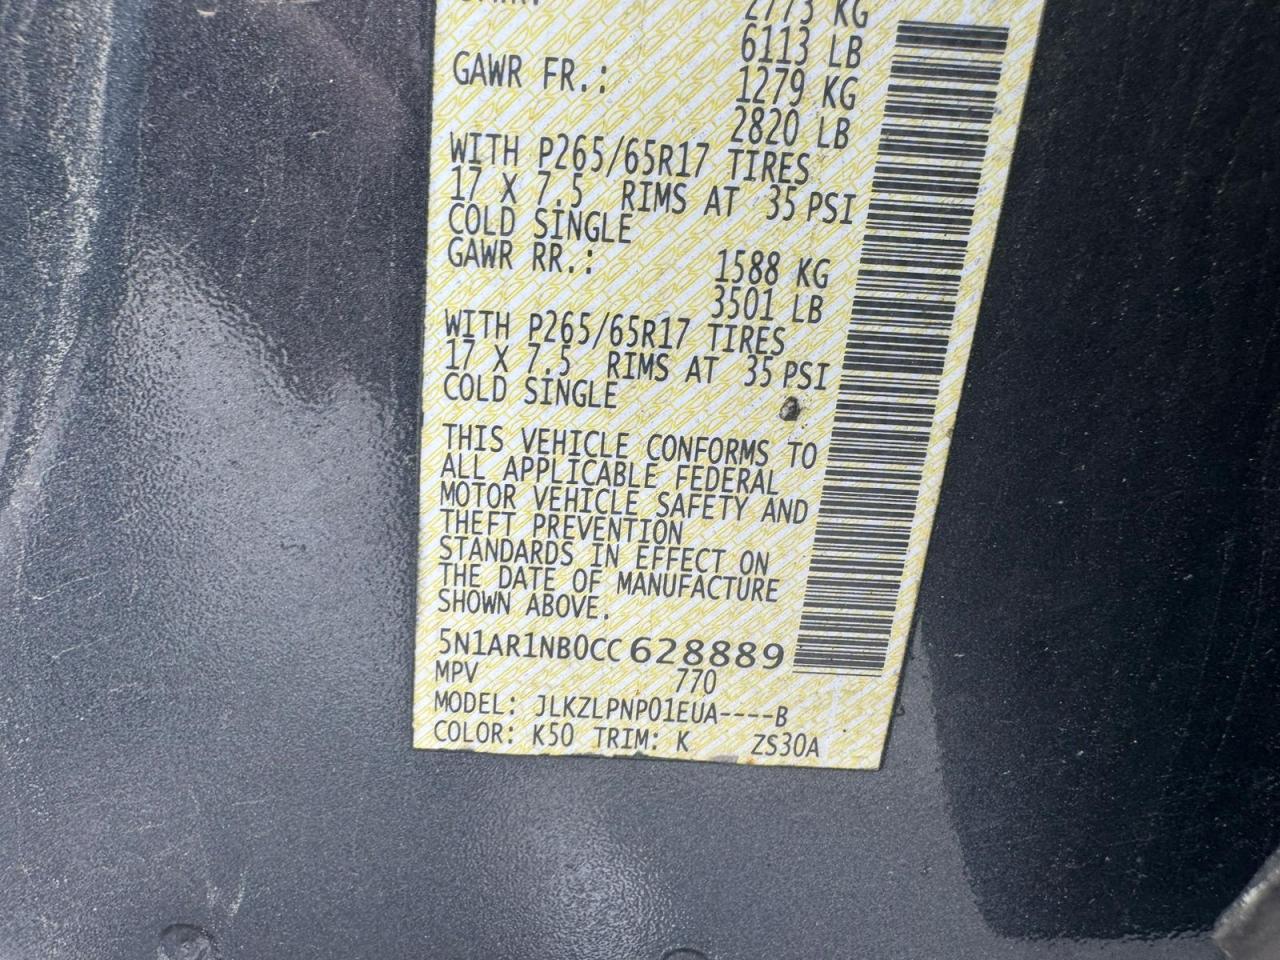 2773 KG
6113 LB
GAWR FR.: 1279 KG
2820 LB
WITH P265/65R17 TIRES
17 X 7.5 RIMS AT 35 PSI
COLD SINGLE
GAWR RR.: 1588 KG
3501 LB
WITH P265/65R17 TIRES
17 X 7.5 RIMS AT 35 PSI
COLD SINGLE
THIS VEHICLE CONFORMS TO
ALL APPLICABLE FEDERAL
MOTOR VEHICLE SAFETY AND
THEFT PREVENTION
STANDARDS IN EFFECT ON
THE DATE OF MANUFACTURE
SHOWN ABOVE.
5N1AR1NB0CC628889
MPV 770
MODEL: JLKZLPNP01EUA----B
COLOR: K50 TRIM: K ZS30A